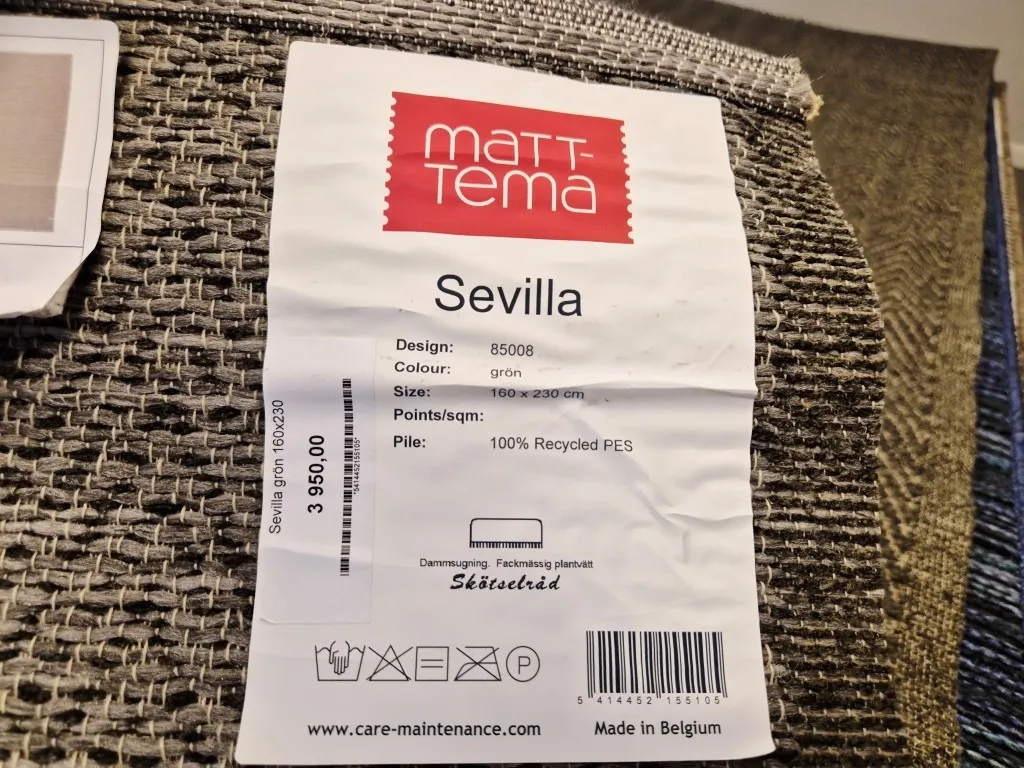 maTT-
Tema
Sevilla
Design: 85008
Colour: grön
Size: 160 x 230 cm
Points/sqm:
Pile: 100% Recycled PES
Sevilla grön 160x230
3 950,00
*5414452155105*
Dammsugning. Fackmässig plantvätt
Skötselråd
P
5 414452 155105
www.care-maintenance.com
Made in Belgium